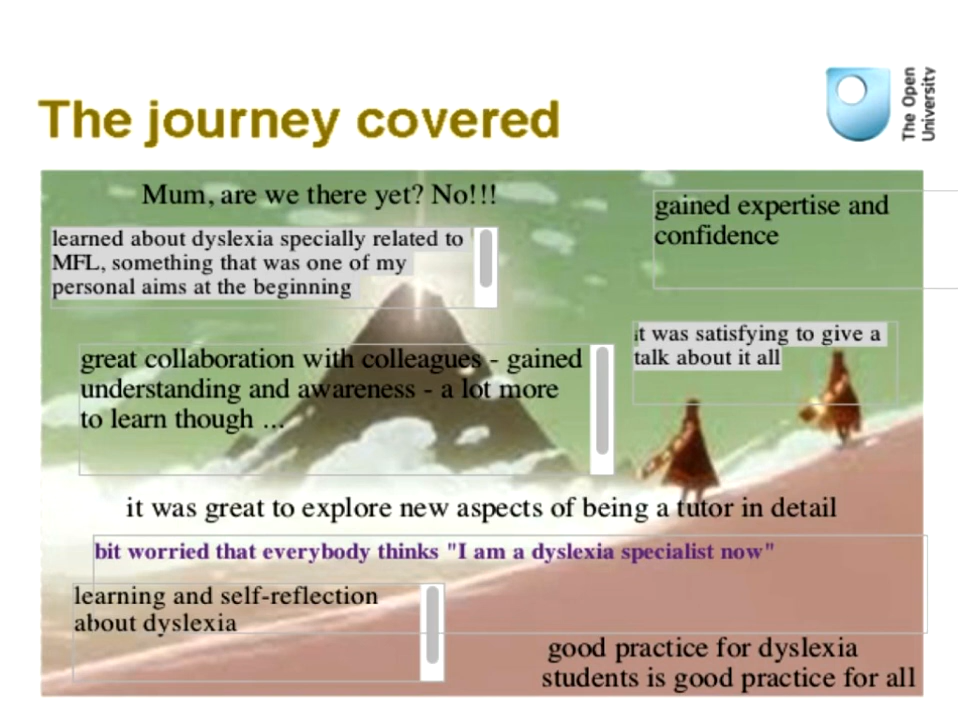 The journey covered
The Open
University
Mum, are we there yet? No!!!
gained expertise and
confidence
learned about dyslexia specially related to
MFL, something that was one of my
personal aims at the beginning
it was satisfying to give a
talk about it all
great collaboration with colleagues - gained
understanding and awareness - a lot more
to learn though ...
it was great to explore new aspects of being a tutor in detail
bit worried that everybody thinks "I am a dyslexia specialist now"
learning and self-reflection
about dyslexia
good practice for dyslexia
students is good practice for all